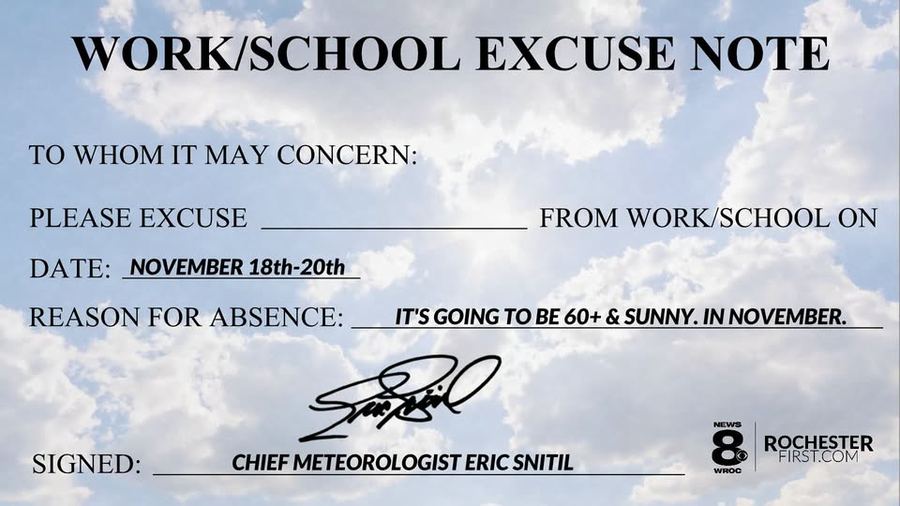 WORK/SCHOOL EXCUSE NOTE
TO WHOM IT MAY CONCERN:
PLEASE EXCUSE FROM WORK/SCHOOL ON
DATE: NOVEMBER 18th-20th
REASON FOR ABSENCE: IT'S GOING TO BE 60+ & SUNNY. IN NOVEMBER.
Eric Snitil
SIGNED: CHIEF METEOROLOGIST ERIC SNITIL
NEWS
8
WROC
ROCHESTER
FIRST.COM